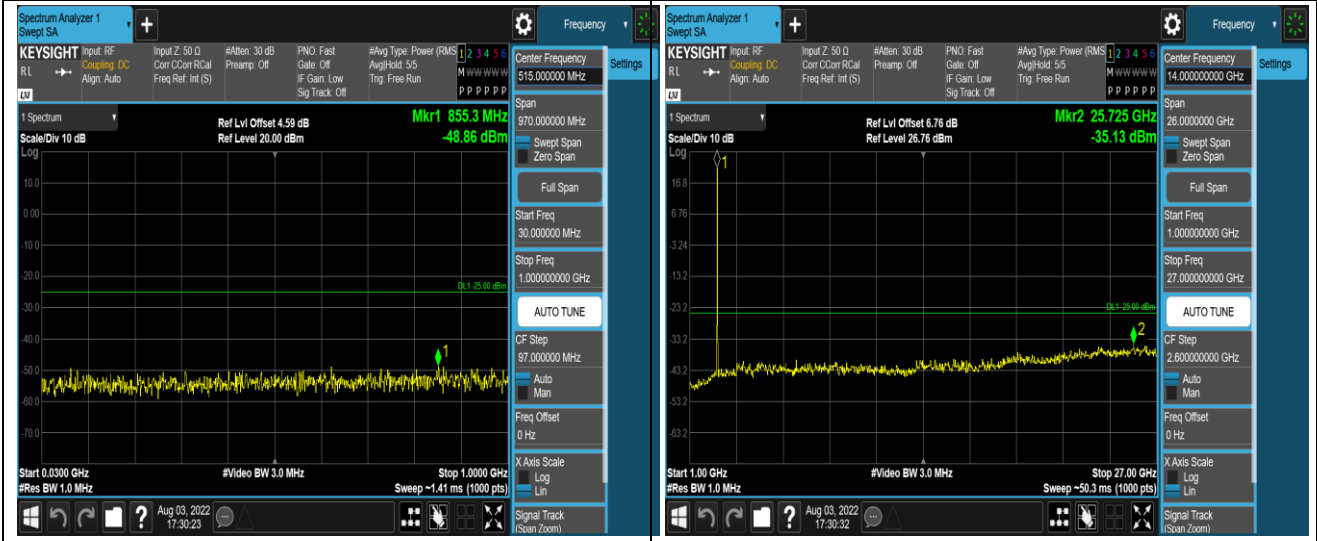 Spectrum Analyzer 1
Swept SA
+
Frequency
KEYSIGHT
RL
LXI
Input: RF
Coupling: DC
Align: Auto
Input Z: 50 Ω
Corr CCorr RCal
Freq Ref: Int (S)
#Atten: 30 dB
Preamp: Off
PNO: Fast
Gate: Off
IF Gain: Low
Sig Track: Off
#Avg Type: Power (RMS
Avg|Hold: 5/5
Trig: Free Run
1 2 3 4 5 6
M W W W W W
P P P P P P
1 Spectrum
Scale/Div 10 dB
Log
Ref Lvl Offset 4.59 dB
Ref Level 20.00 dBm
Mkr1 855.3 MHz
-48.86 dBm
10.0
0.00
-10.0
-20.0
DL1 -25.00 dBm
-30.0
-40.0
1
-50.0
-60.0
-70.0
Start 0.0300 GHz
#Res BW 1.0 MHz
#Video BW 3.0 MHz
Stop 1.0000 GHz
Sweep ~1.41 ms (1000 pts)
Aug 03, 2022
17:30:23
?
Center Frequency
515.000000 MHz
Settings
Span
970.000000 MHz
Swept Span
Zero Span
Full Span
Start Freq
30.000000 MHz
Stop Freq
1.000000000 GHz
AUTO TUNE
CF Step
97.000000 MHz
Auto
Man
Freq Offset
0 Hz
X Axis Scale
Log
Lin
Signal Track
(Span Zoom)
Spectrum Analyzer 1
Swept SA
+
Frequency
KEYSIGHT
RL
LXI
Input: RF
Coupling: DC
Align: Auto
Input Z: 50 Ω
Corr CCorr RCal
Freq Ref: Int (S)
#Atten: 30 dB
Preamp: Off
PNO: Fast
Gate: Off
IF Gain: Low
Sig Track: Off
#Avg Type: Power (RMS
Avg|Hold: 5/5
Trig: Free Run
1 2 3 4 5 6
M W W W W W
P P P P P P
1 Spectrum
Scale/Div 10 dB
Log
Ref Lvl Offset 6.76 dB
Ref Level 26.76 dBm
Mkr2 25.725 GHz
-35.13 dBm
1
16.8
6.76
-3.24
-13.2
-23.2
DL1 -25.00 dBm
2
-33.2
-43.2
-53.2
-63.2
Start 1.00 GHz
#Res BW 1.0 MHz
#Video BW 3.0 MHz
Stop 27.00 GHz
Sweep ~50.3 ms (1000 pts)
Aug 03, 2022
17:30:32
?
Center Frequency
14.000000000 GHz
Settings
Span
26.0000000 GHz
Swept Span
Zero Span
Full Span
Start Freq
1.000000000 GHz
Stop Freq
27.000000000 GHz
AUTO TUNE
CF Step
2.600000000 GHz
Auto
Man
Freq Offset
0 Hz
X Axis Scale
Log
Lin
Signal Track
(Span Zoom)